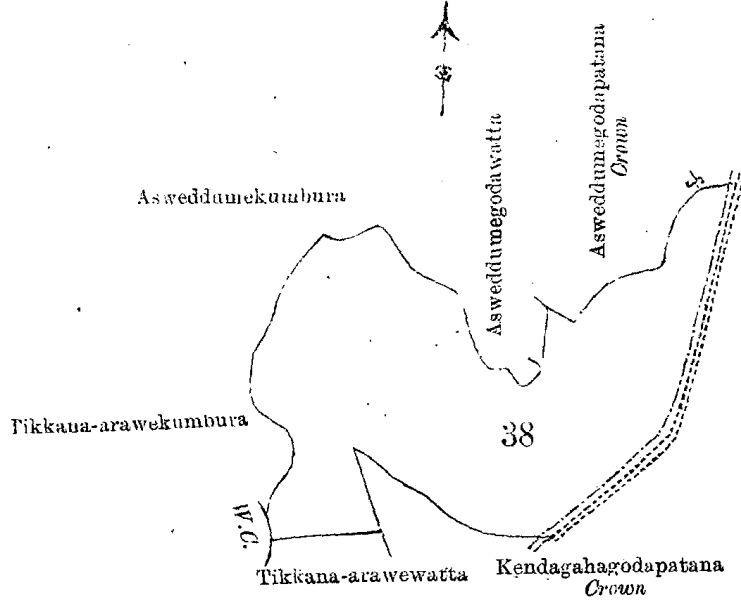 Asweddumekumbura
Asweddumegodawatta
Asweddumegodapatana
Crown
Tikkana-arawekumbura
38
W.C.
Tikkana-arawewatta
Kendagahagodapatana
Crown